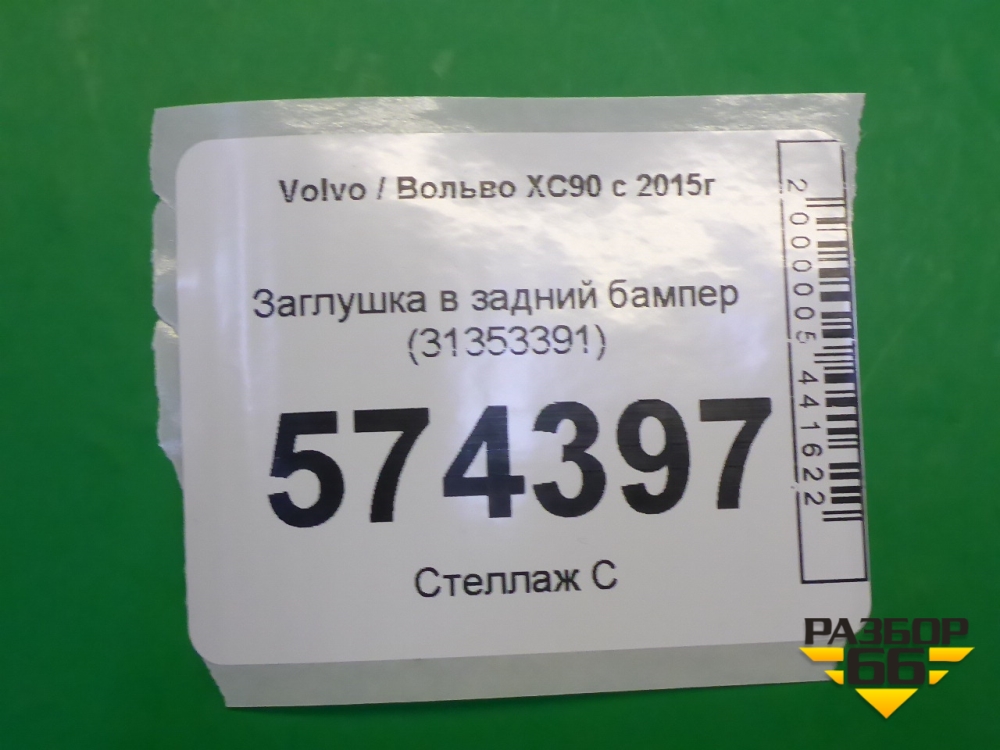 Volvo / Вольво XC90 с 2015г
Заглушка в задний бампер
(31353391)
574397
Стеллаж С
2000005441622
РАЗБОР
66